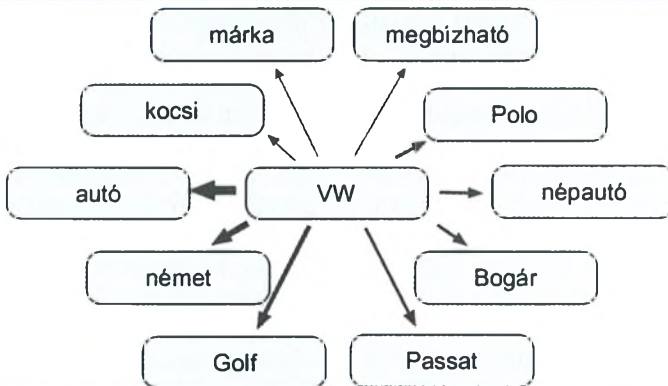 márka
megbízható
kocsi
Polo
autó
VW
népautó
német
Bogár
Golf
Passat